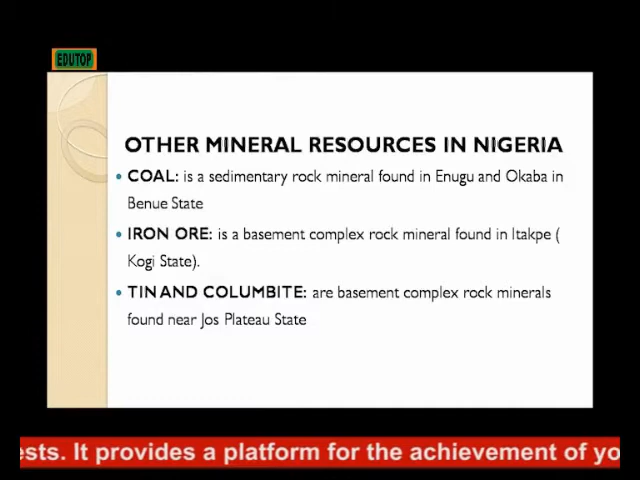 EDUTOP
OTHER MINERAL RESOURCES IN NIGERIA
COAL: is a sedimentary rock mineral found in Enugu and Okaba in
Benue State
IRON ORE: is a basement complex rock mineral found in Itakpe (
Kogi State).
TIN AND COLUMBITE: are basement complex rock minerals
found near Jos Plateau State
ests. It provides a platform for the achievement of yo